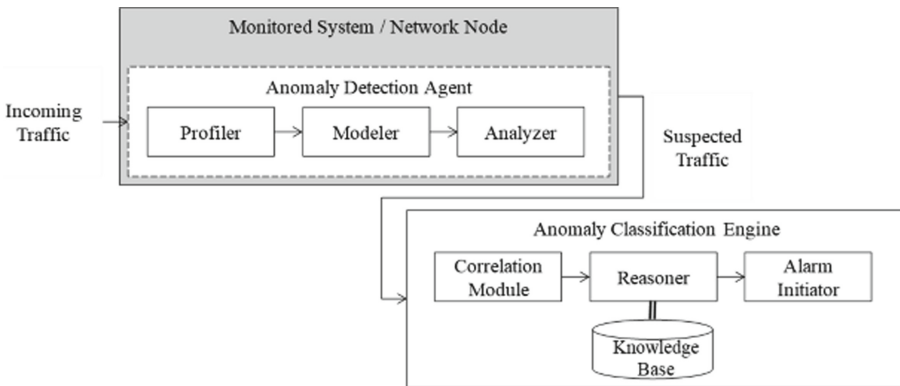 Monitored System / Network Node
Anomaly Detection Agent
Incoming
Traffic
Profiler
Modeler
Analyzer
Suspected
Traffic
Anomaly Classification Engine
Correlation
Module
Reasoner
Alarm
Initiator
Knowledge
Base